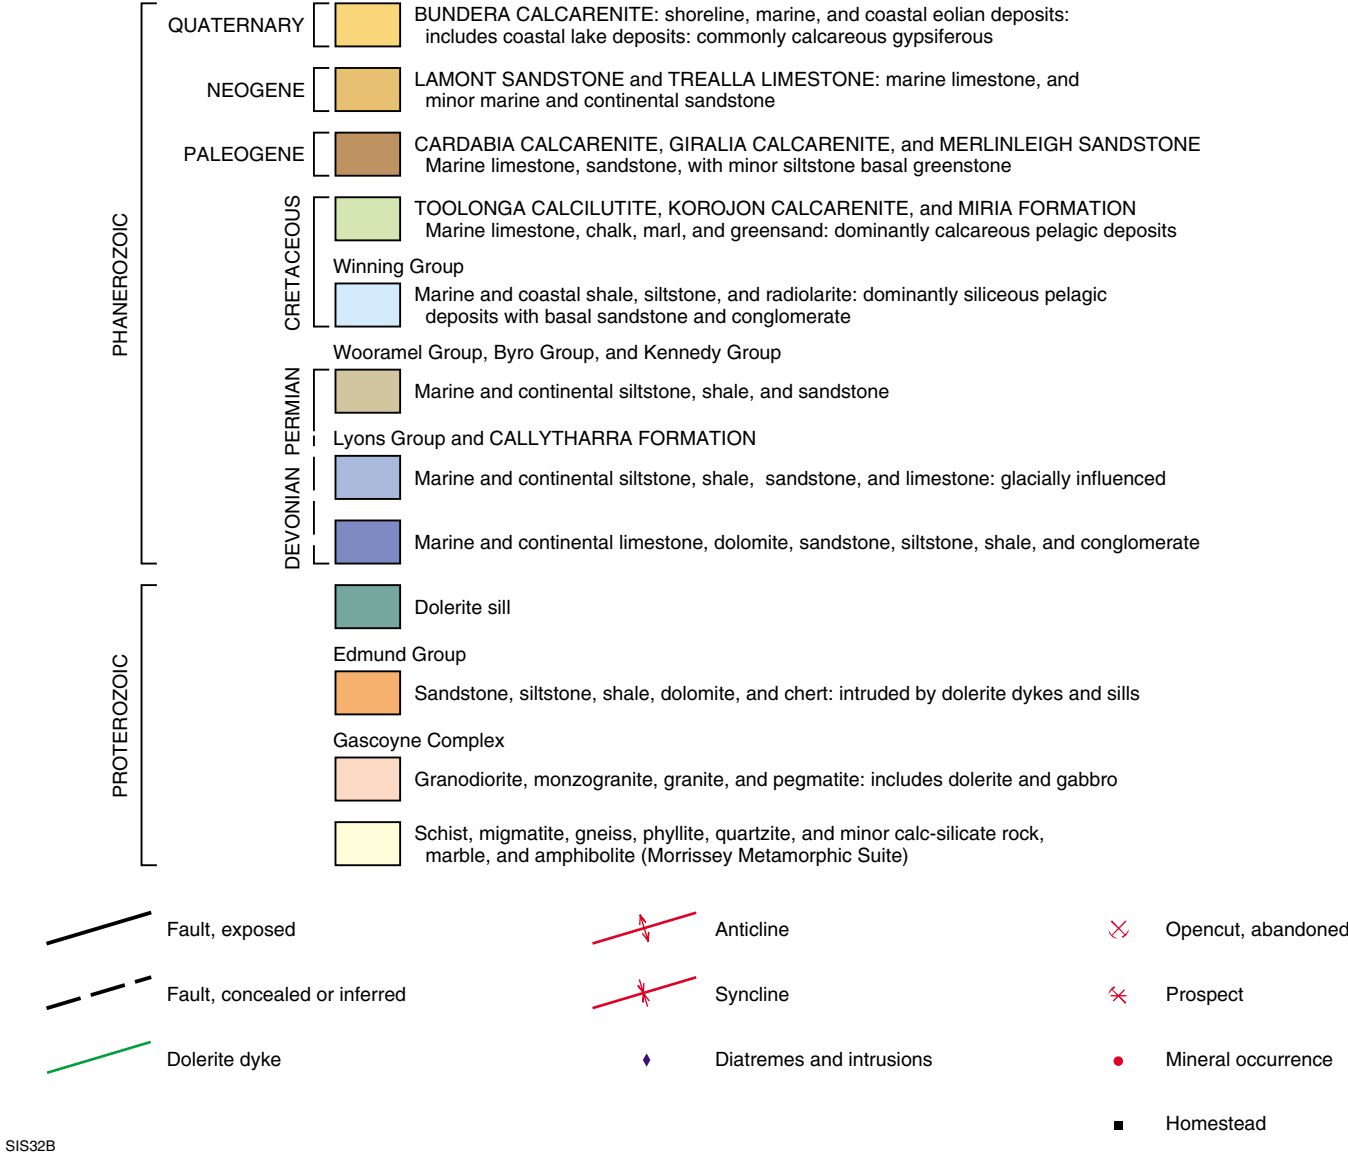 QUATERNARY
BUNDERA CALCARENITE: shoreline, marine, and coastal eolian deposits:
includes coastal lake deposits: commonly calcareous gypsiferous
NEOGENE
LAMONT SANDSTONE and TREALLA LIMESTONE: marine limestone, and
minor marine and continental sandstone
PALEOGENE
CARDABIA CALCARENITE, GIRALIA CALCARENITE, and MERLINLEIGH SANDSTONE
Marine limestone, sandstone, with minor siltstone basal greenstone
PHANEROZOIC
CRETACEOUS
TOOLONGA CALCILUTITE, KOROJON CALCARENITE, and MIRIA FORMATION
Marine limestone, chalk, marl, and greensand: dominantly calcareous pelagic deposits
Winning Group
Marine and coastal shale, siltstone, and radiolarite: dominantly siliceous pelagic
deposits with basal sandstone and conglomerate
Wooramel Group, Byro Group, and Kennedy Group
PERMIAN
Marine and continental siltstone, shale, and sandstone
Lyons Group and CALLYTHARRA FORMATION
Marine and continental siltstone, shale, sandstone, and limestone: glacially influenced
DEVONIAN
Marine and continental limestone, dolomite, sandstone, siltstone, shale, and conglomerate
PROTEROZOIC
Dolerite sill
Edmund Group
Sandstone, siltstone, shale, dolomite, and chert: intruded by dolerite dykes and sills
Gascoyne Complex
Granodiorite, monzogranite, granite, and pegmatite: includes dolerite and gabbro
Schist, migmatite, gneiss, phyllite, quartzite, and minor calc-silicate rock,
marble, and amphibolite (Morrissey Metamorphic Suite)
Fault, exposed
Anticline
Opencut, abandoned
Fault, concealed or inferred
Syncline
Prospect
Dolerite dyke
Diatremes and intrusions
Mineral occurrence
Homestead
SIS32B